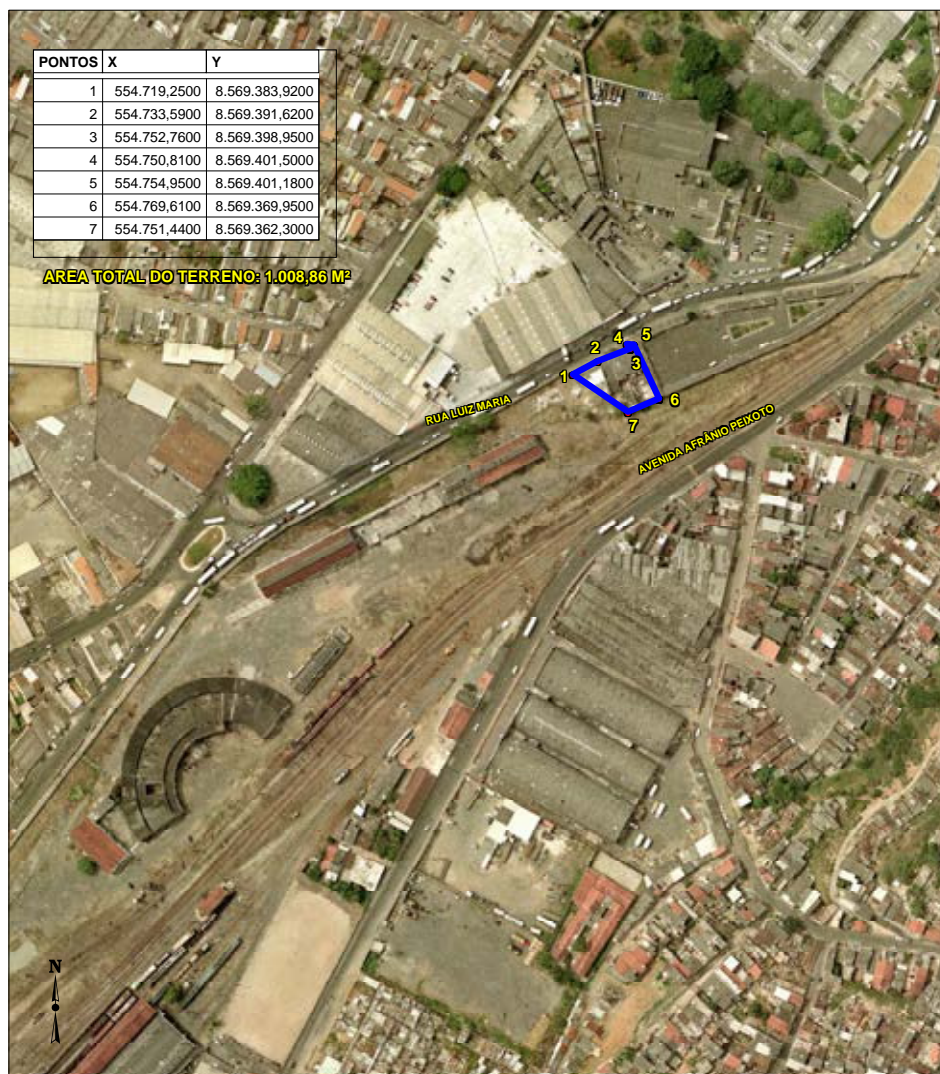 PONTOS X Y
1 554.719,2500 8.569.383,9200
2 554.733,5900 8.569.391,6200
3 554.752,7600 8.569.398,9500
4 554.750,8100 8.569.401,5000
5 554.754,9500 8.569.401,1800
6 554.769,6100 8.569.369,9500
7 554.751,4400 8.569.362,3000
AREA TOTAL DO TERRENO: 1.008,86 M²
4 5
2
3
1
6
RUA LUIZ MARIA
7
AVENIDA AFRÂNIO PEIXOTO
N